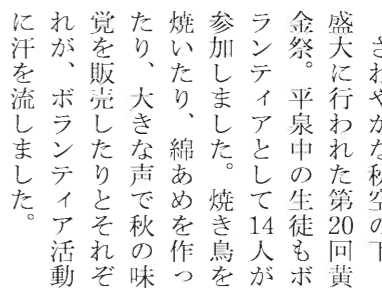 さわやかな秋空の下
盛大に行われた第20回黄
金祭。平泉中の生徒もボ
ランティアとして14人が
参加しました。焼き鳥を
焼いたり、綿あめを作っ
たり、大きな声で秋の味
覚を販売したりとそれぞ
れが、ボランティア活動
に汗を流しました。